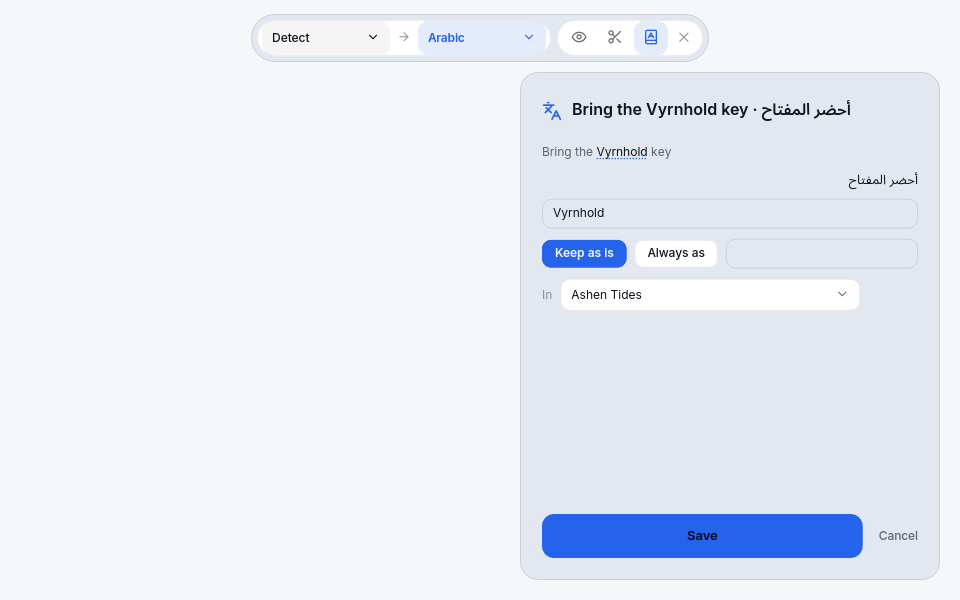 Detect
Arabic
Bring the Vyrnhold key · أحضر المفتاح
Bring the Vyrnhold key
أحضر المفتاح
Vyrnhold
Keep as is
Always as
In
Ashen Tides
Save
Cancel